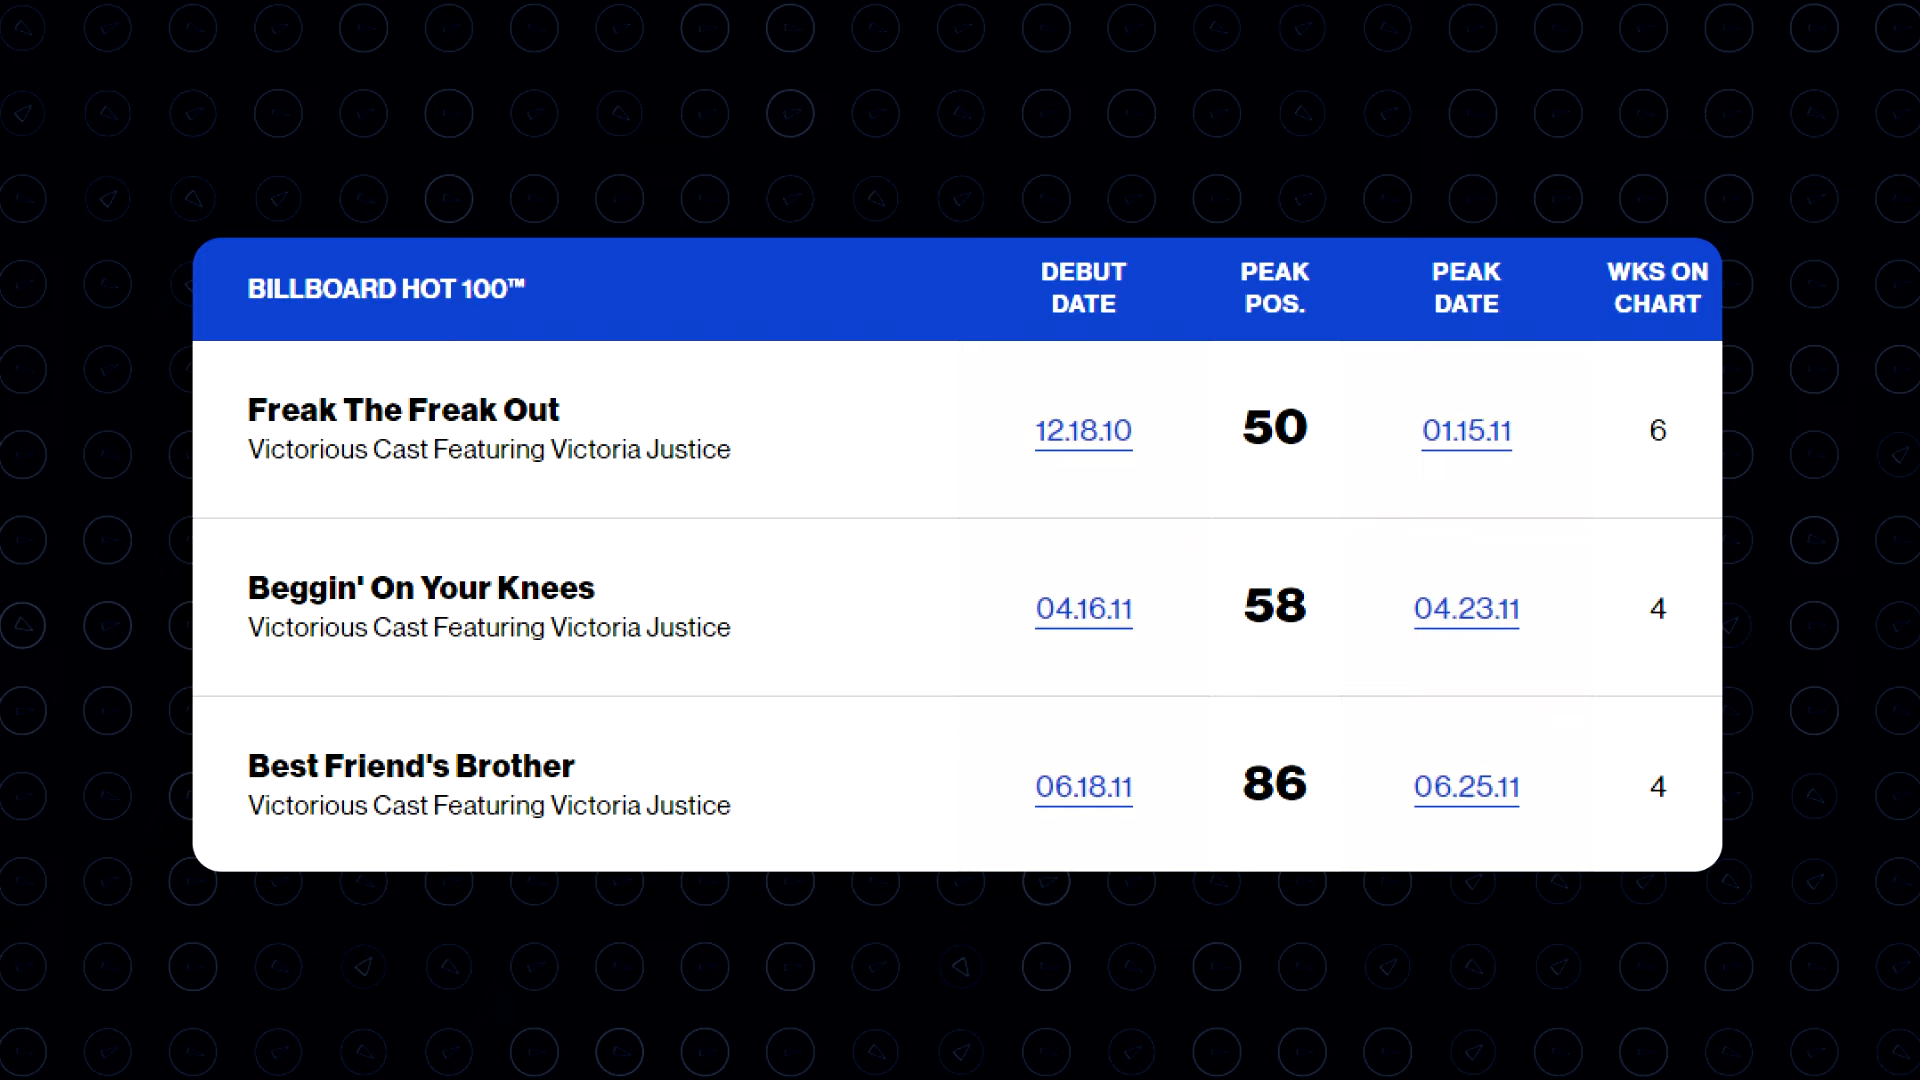 BILLBOARD HOT 100™
DEBUT DATE
PEAK POS.
PEAK DATE
WKS ON CHART
Freak The Freak Out
Victorious Cast Featuring Victoria Justice
12.18.10
50
01.15.11
6
Beggin' On Your Knees
Victorious Cast Featuring Victoria Justice
04.16.11
58
04.23.11
4
Best Friend's Brother
Victorious Cast Featuring Victoria Justice
06.18.11
86
06.25.11
4